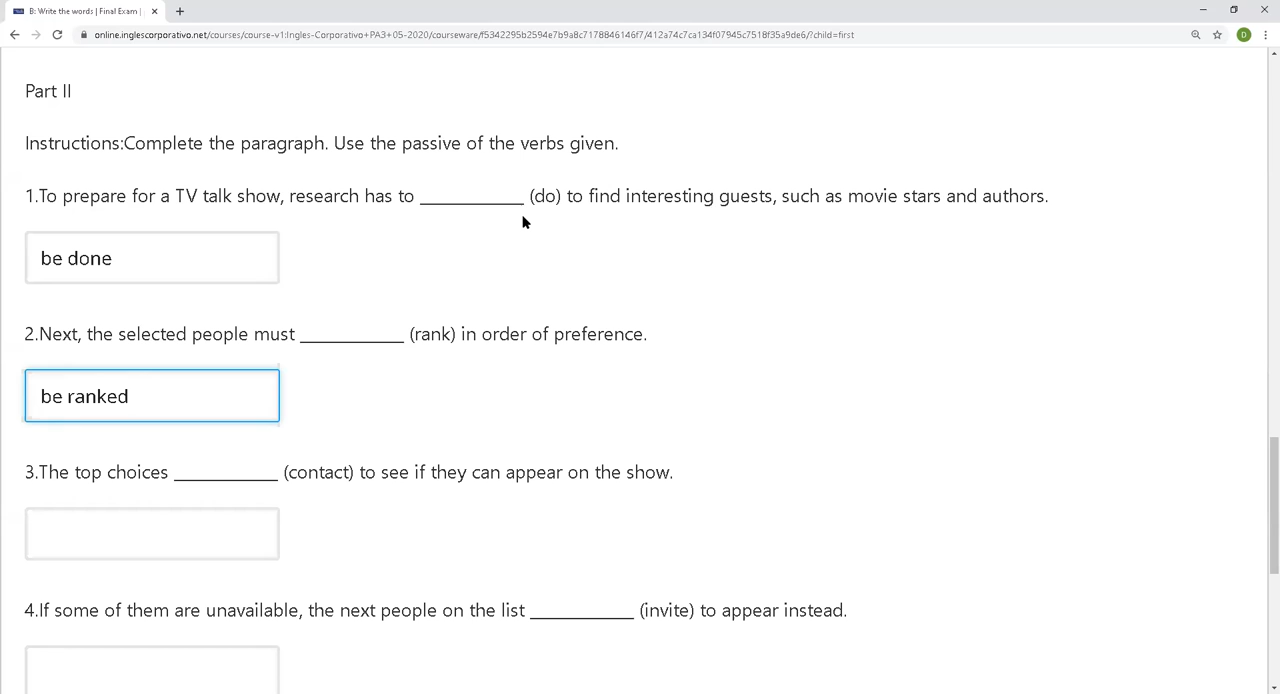 B: Write the words | Final Exam |
online.inglescorporativo.net/courses/course-v1:Ingles-Corporativo+PA3+05-2020/courseware/f5342295b2594e7b9a8c7178846146f7/412a74c7ca134f07945c7518f35a9de6/?child=first
D
Part II
Instructions:Complete the paragraph. Use the passive of the verbs given.
1.To prepare for a TV talk show, research has to ___________ (do) to find interesting guests, such as movie stars and authors.
be done
2.Next, the selected people must ___________ (rank) in order of preference.
be ranked
3.The top choices ___________ (contact) to see if they can appear on the show.
4.If some of them are unavailable, the next people on the list ___________ (invite) to appear instead.